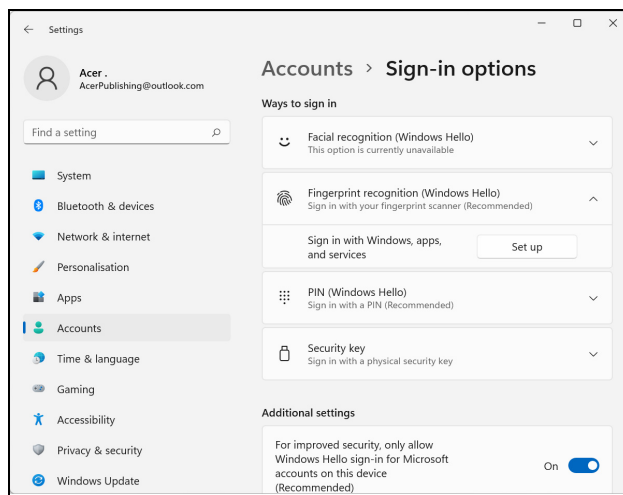 Settings
Acer .
AcerPublishing@outlook.com
Find a setting
System
Bluetooth & devices
Network & internet
Personalisation
Apps
Accounts
Time & language
Gaming
Accessibility
Privacy & security
Windows Update
Accounts > Sign-in options
Ways to sign in
Facial recognition (Windows Hello)
This option is currently unavailable
Fingerprint recognition (Windows Hello)
Sign in with your fingerprint scanner (Recommended)
Sign in with Windows, apps,
and services
Set up
PIN (Windows Hello)
Sign in with a PIN (Recommended)
Security key
Sign in with a physical security key
Additional settings
For improved security, only allow
Windows Hello sign-in for Microsoft
accounts on this device
(Recommended)
On